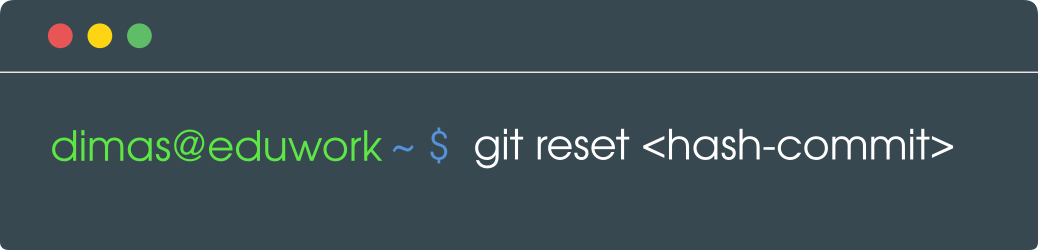 dimas@eduwork ~ $ git reset <hash-commit>